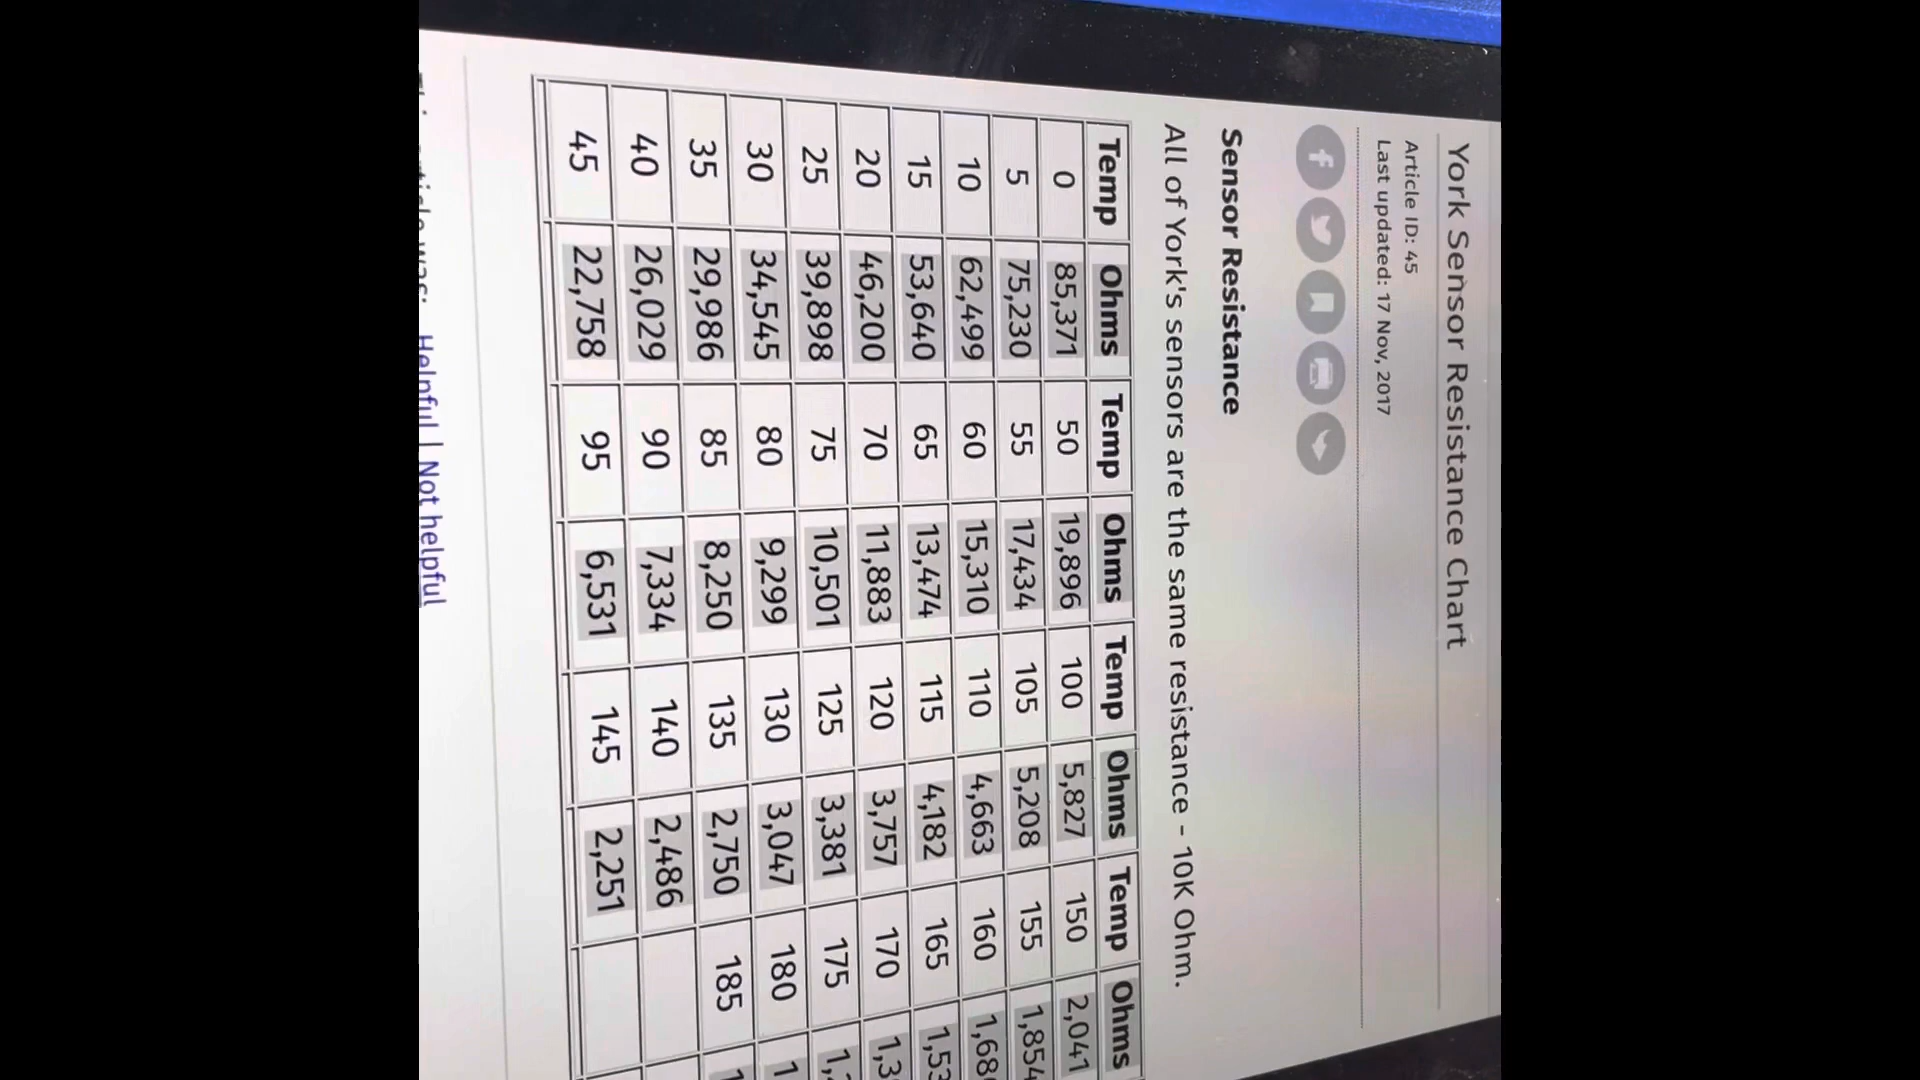 York Sensor Resistance Chart
Article ID: 45
Last updated: 17 Nov, 2017
Sensor Resistance
All of York's sensors are the same resistance - 10K Ohm.
Temp Ohms Temp Ohms Temp Ohms Temp Ohms
0 85,371 50 19,896 100 5,827 150 2,041
5 75,230 55 17,434 105 5,208 155 1,854
10 62,499 60 15,310 110 4,663 160
15 53,640 65 13,474 115 4,182 165
20 46,200 70 11,883 120 3,757 170
25 39,898 75 10,501 125 3,381 175
30 34,545 80 9,299 130 3,047 180
35 29,986 85 8,250 135 2,750 185
40 26,029 90 7,334 140 2,486
45 22,758 95 6,531 145 2,251
Helpful | Not helpful